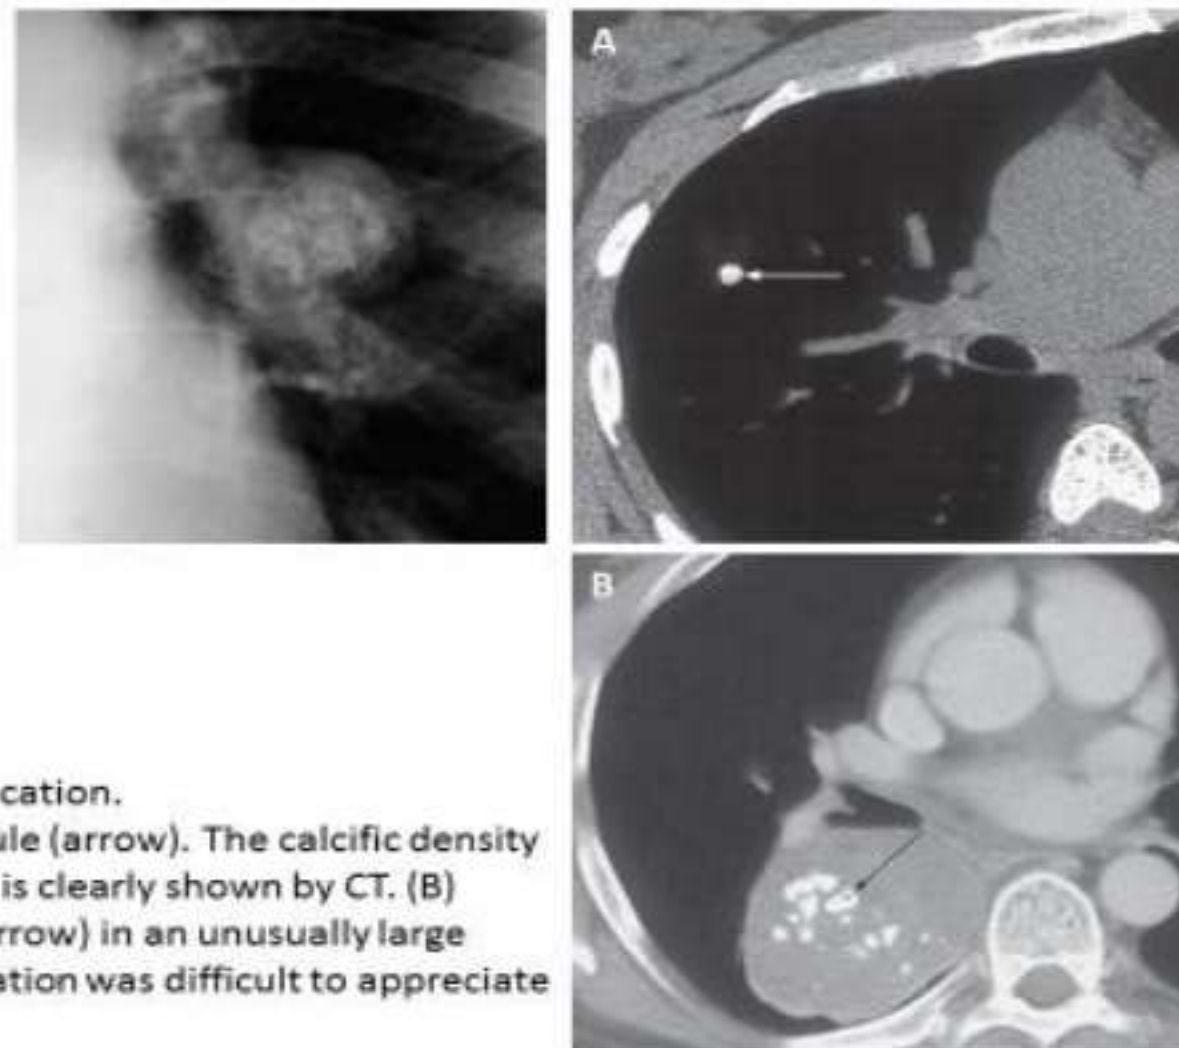 A
B
cation.
ule (arrow). The calcific density
is clearly shown by CT. (B)
rrow) in an unusually large
ation was difficult to appreciate